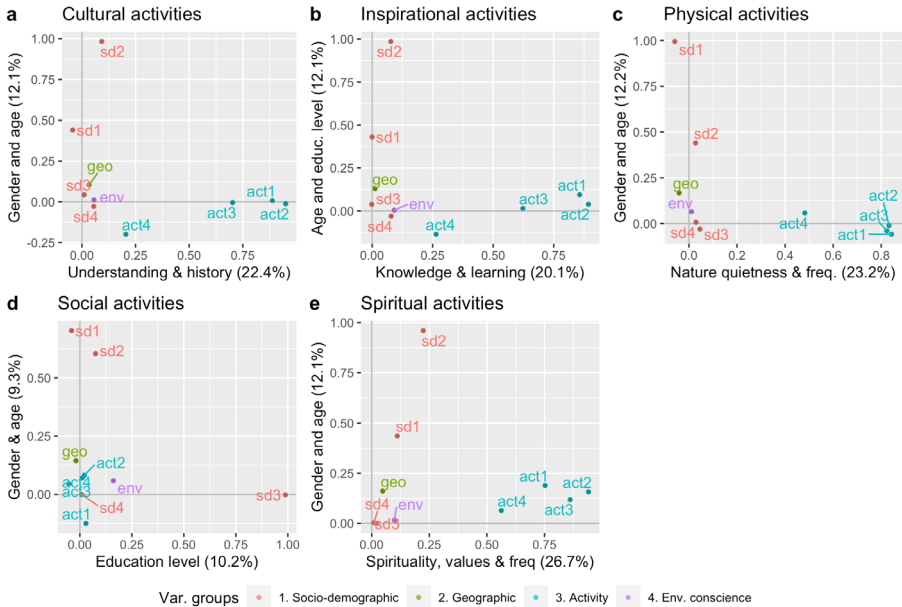 a Cultural activities
1.00
0.75
0.50
0.25
0.00
-0.25
Gender and age (12.1%)
sd2
sd1
geo
sd3
env
sd4
act4
act3
act1
act2
0.00 0.25 0.50 0.75
Understanding & history (22.4%)
b Inspirational activities
1.00
0.75
0.50
0.25
0.00
Age and educ. level (12.1%)
sd2
sd1
geo
sd3
env
sd4
act4
act3
act1
act2
0.00 0.25 0.50 0.75
Knowledge & learning (20.1%)
c Physical activities
1.00
0.75
0.50
0.25
0.00
Gender and age (12.2%)
sd1
sd2
geo
env
sd4
sd3
act4
act2
act3
act1
0.0 0.2 0.4 0.6 0.8
Nature quietness & freq. (23.2%)
d Social activities
0.50
0.25
0.00
Gender & age (9.3%)
sd1
sd2
geo
act2
act4
act3
env
sd4
sd3
act1
0.00 0.25 0.50 0.75 1.00
Education level (10.2%)
e Spiritual activities
1.00
0.75
0.50
0.25
0.00
Gender and age (12.1%)
sd2
sd1
geo
sd4
sd3
env
act1
act2
act4
act3
0.00 0.25 0.50 0.75
Spirituality, values & freq (26.7%)
Var. groups 1. Socio-demographic 2. Geographic 3. Activity 4. Env. conscience